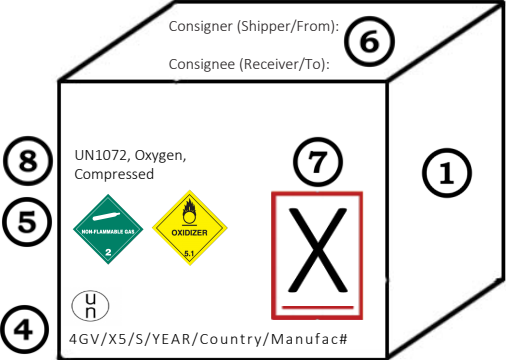 Consigner (Shipper/From):
6
Consignee (Receiver/To):
8
UN1072, Oxygen,
Compressed
7
1
5
NON-FLAMMABLE GAS
2
OXIDIZER
5.1
X
un
4
4GV/X5/S/YEAR/Country/Manufac#